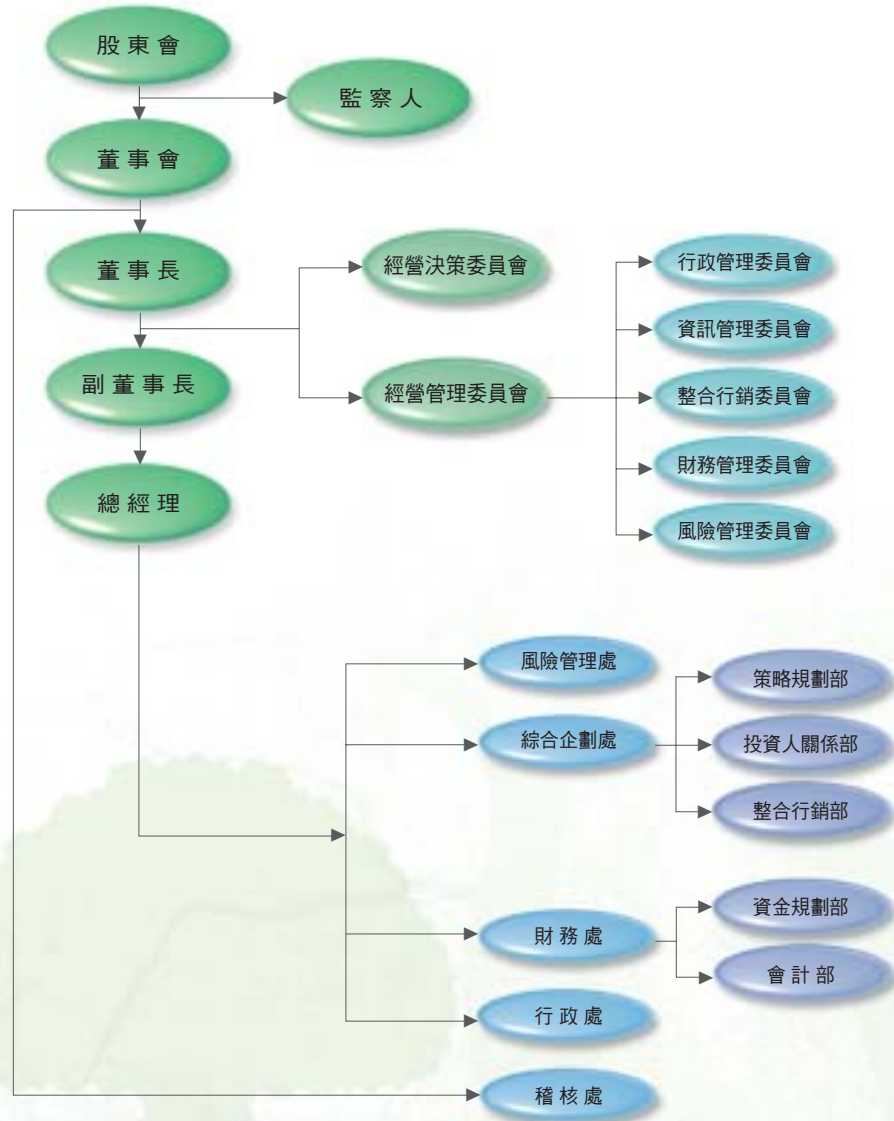 股東會
監察人
董事會
董事長
經營決策委員會
行政管理委員會
資訊管理委員會
副董事長
經營管理委員會
整合行銷委員會
財務管理委員會
總經理
風險管理委員會
風險管理處
策略規劃部
綜合企劃處
投資人關係部
整合行銷部
資金規劃部
財務處
會計部
行政處
稽核處